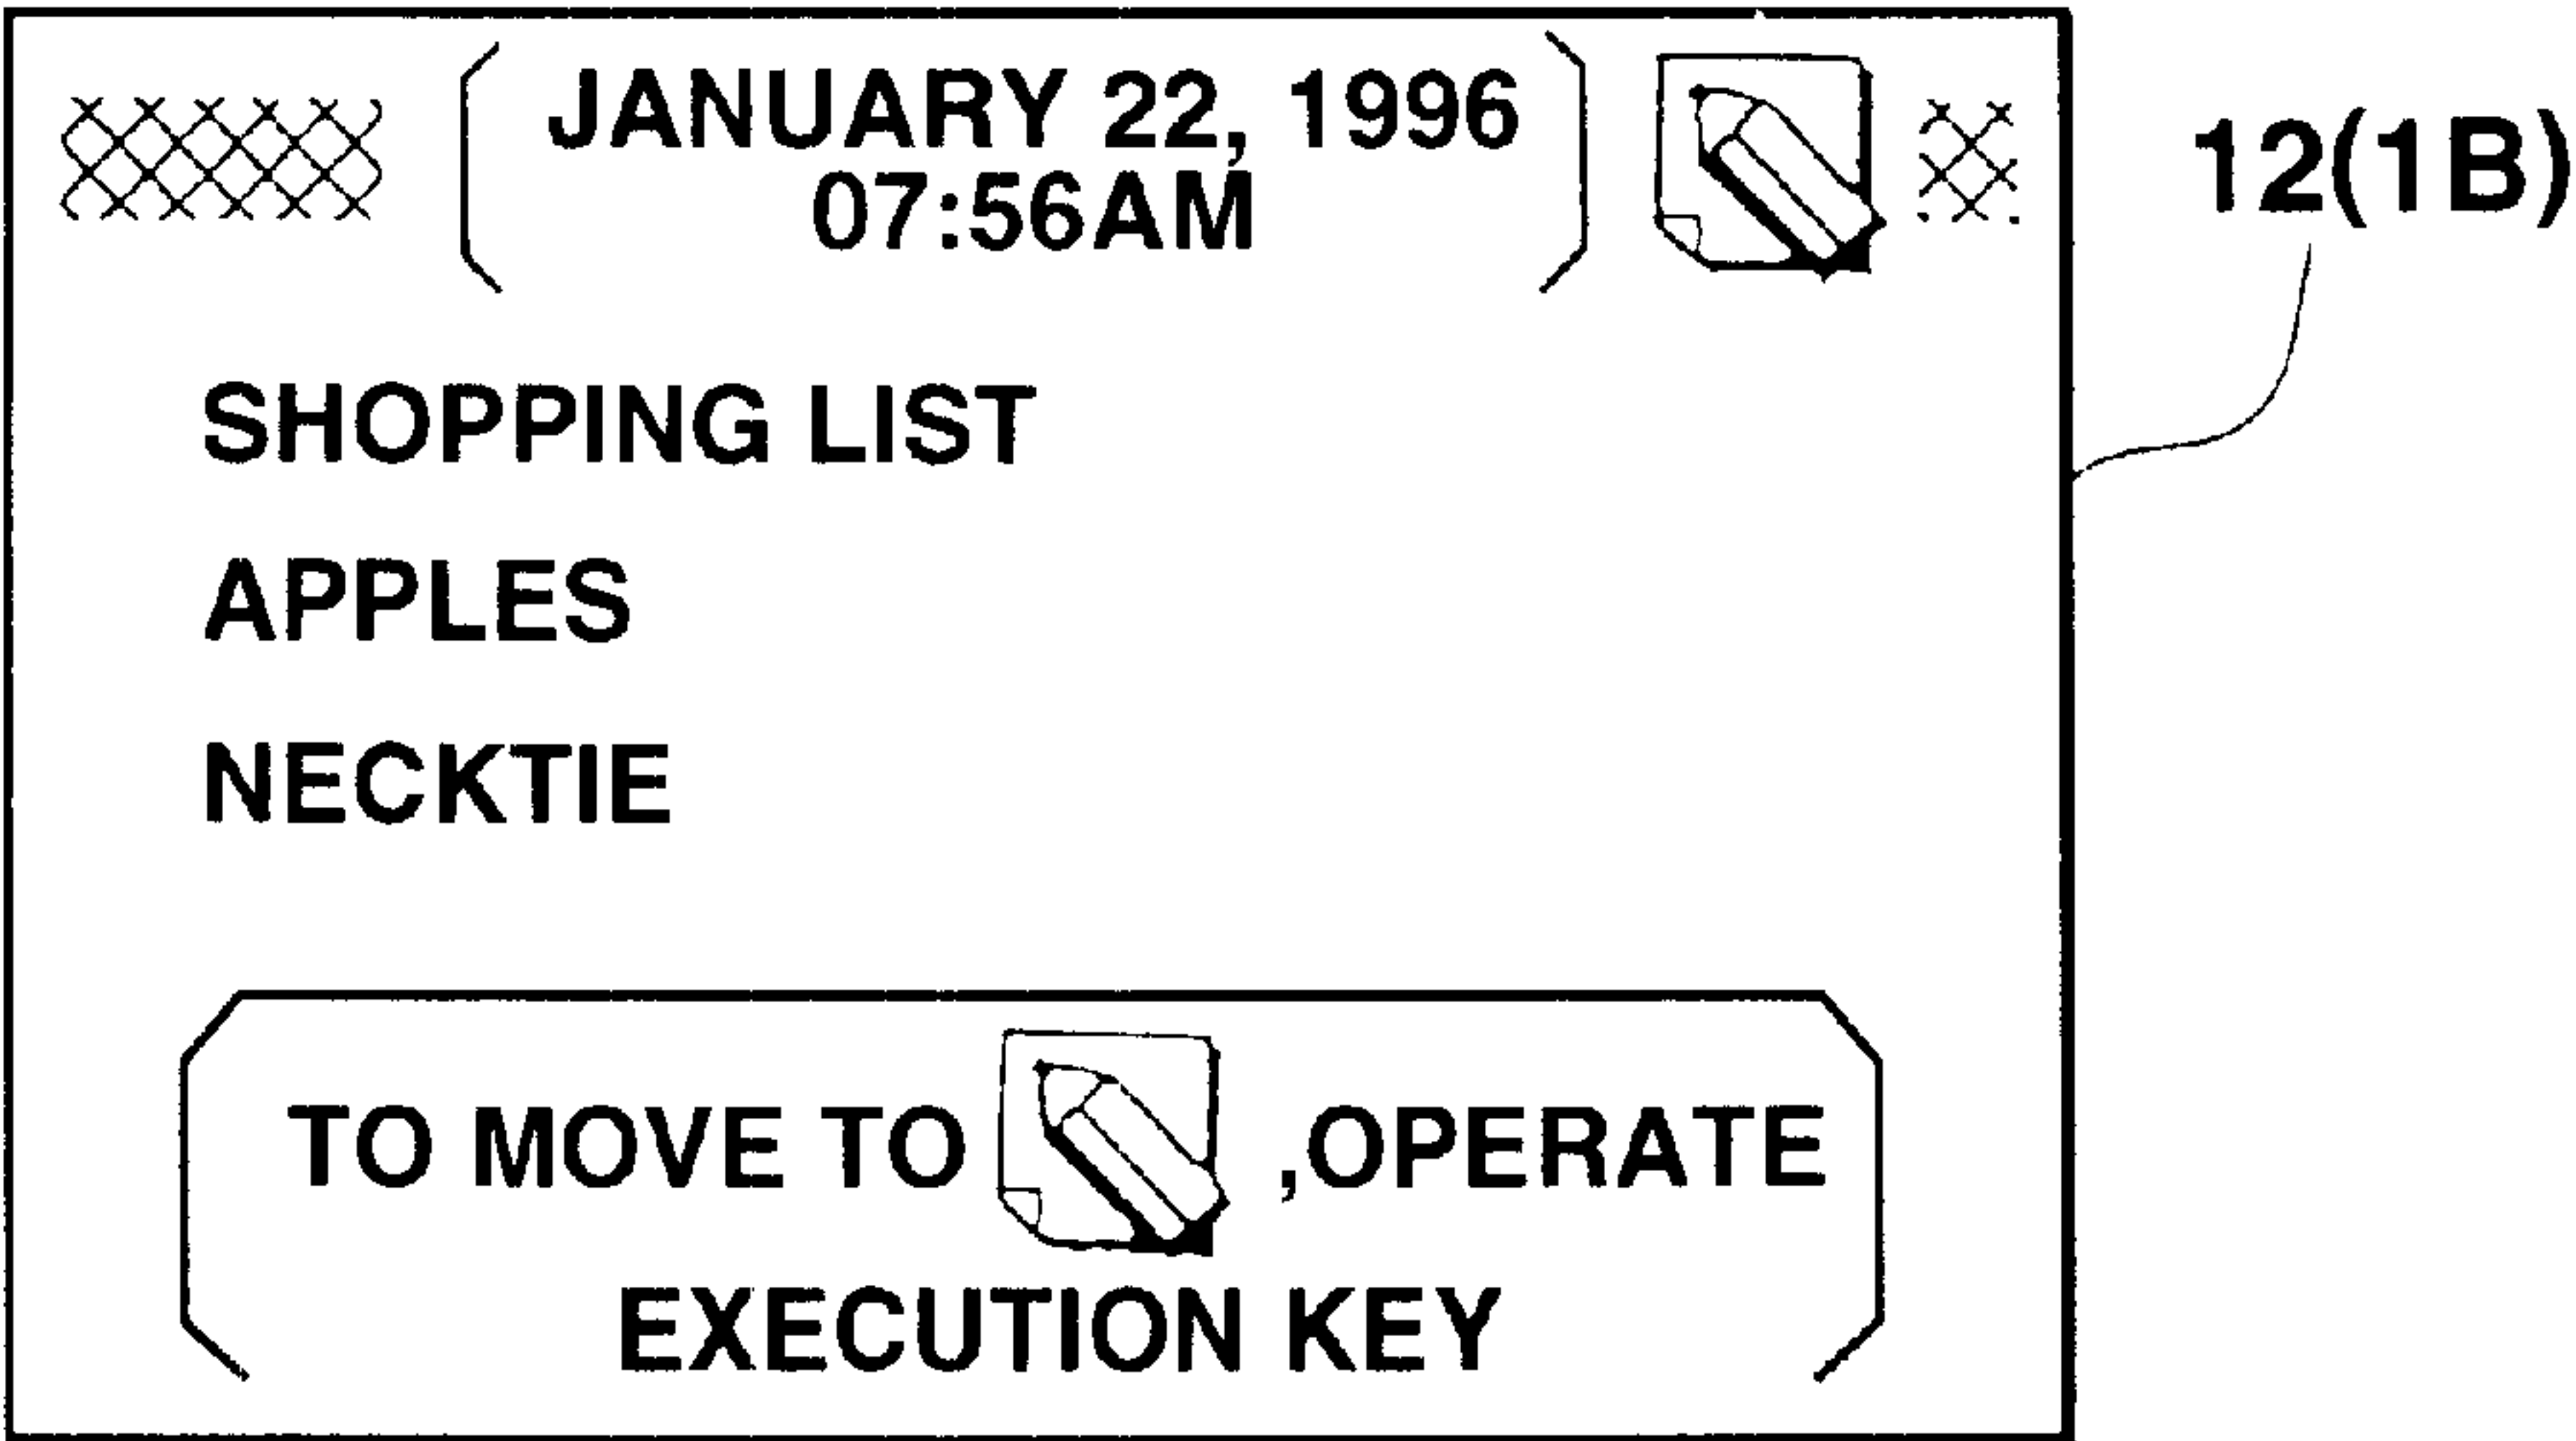 JANUARY 22, 1996
07:56AM
12(1B)
SHOPPING LIST
APPLES
NECKTIE
TO MOVE TO ,OPERATE
EXECUTION KEY